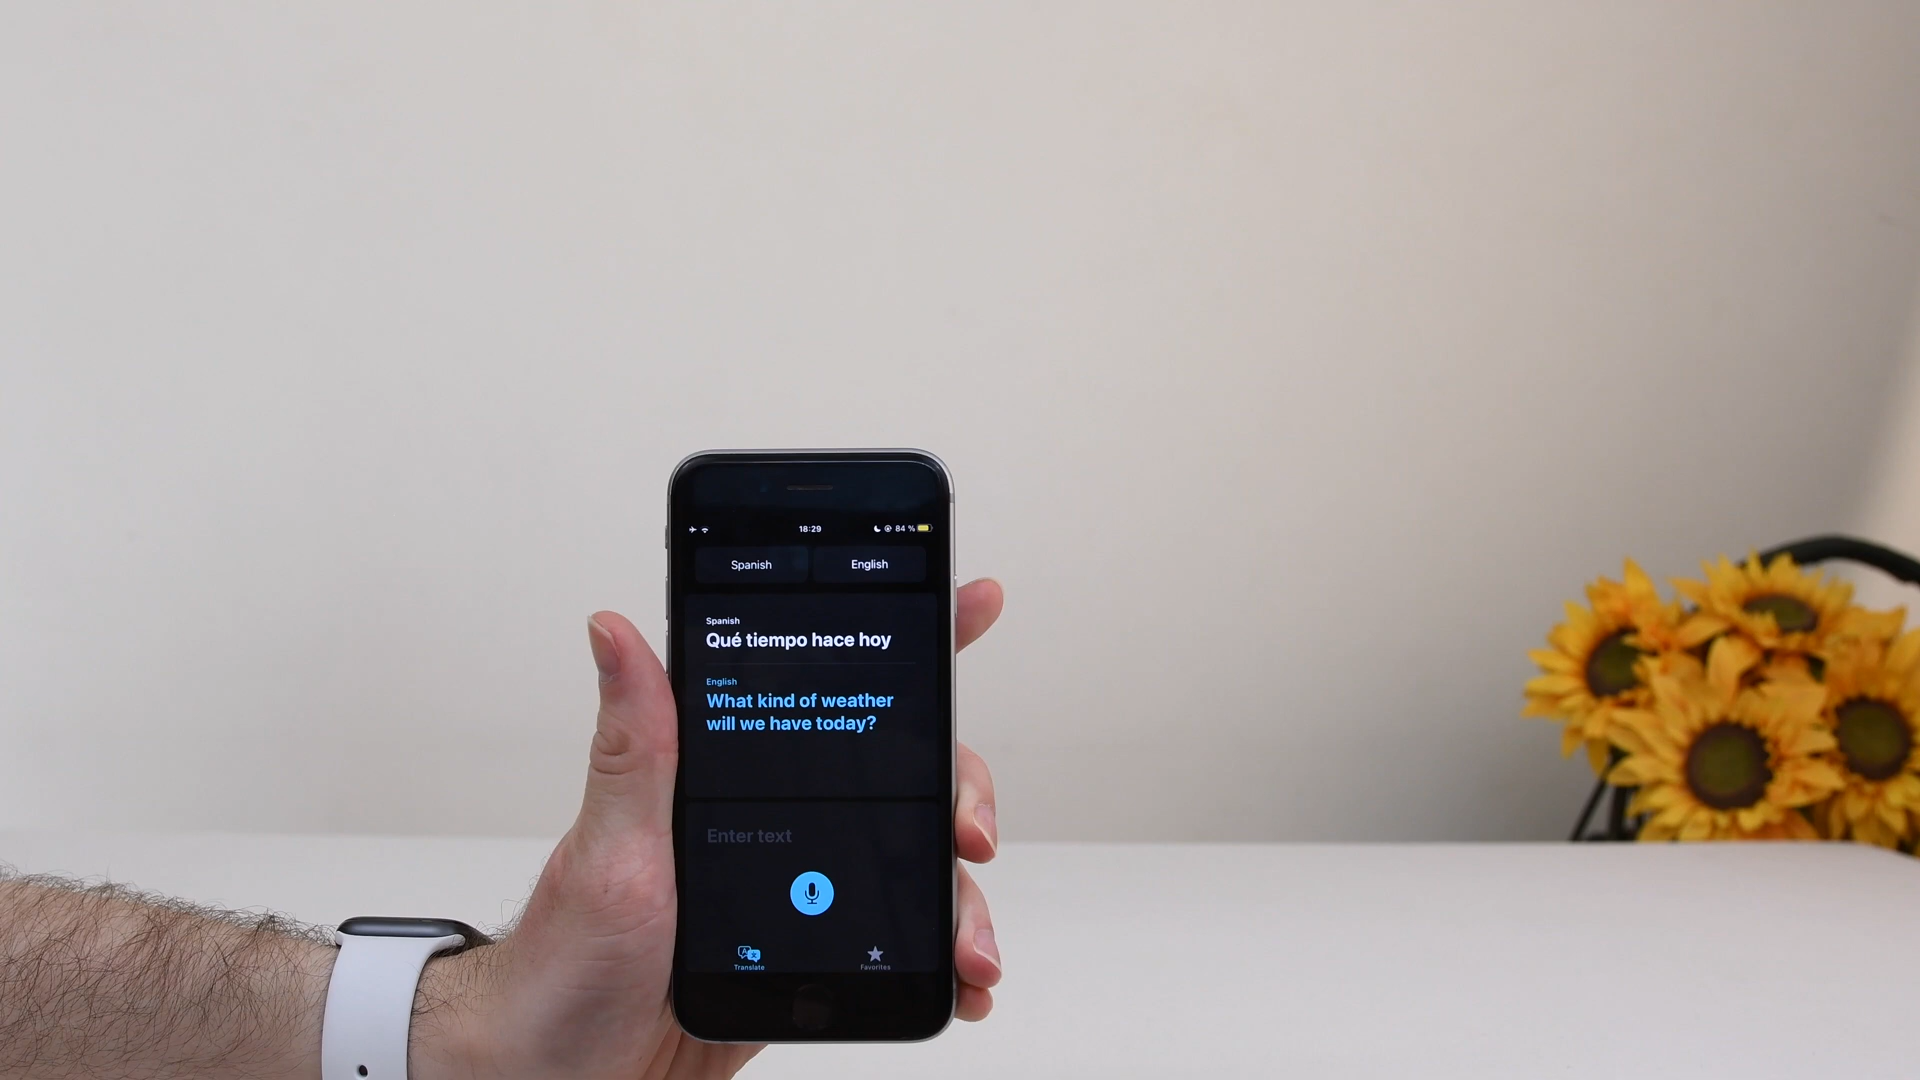 18:29 84 %
Spanish English
Spanish
Qué tiempo hace hoy
English
What kind of weather
will we have today?
Enter text
Translate Favorites